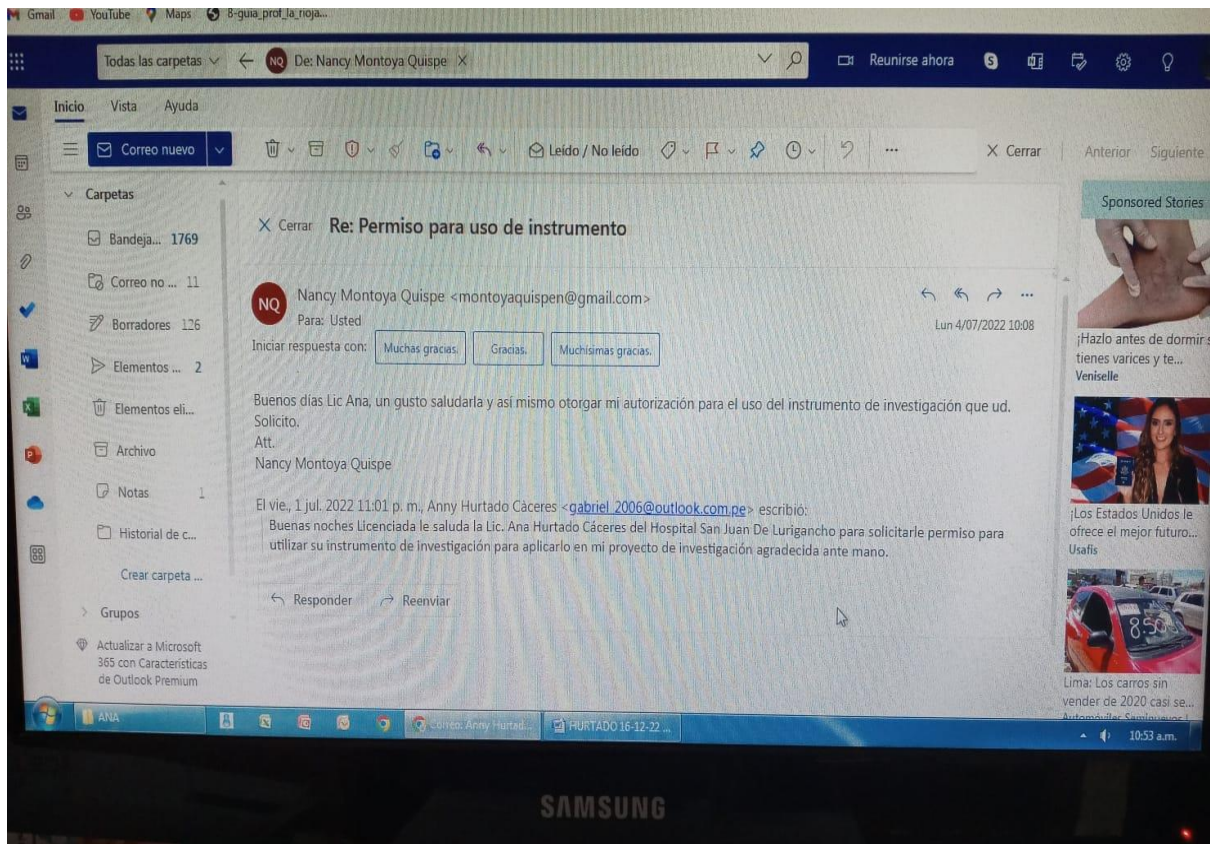 Gmail YouTube Maps 8-guia_prof_la_rioja...
Todas las carpetas NQ De: Nancy Montoya Quispe Reunirse ahora
Inicio Vista Ayuda
Correo nuevo Leído / No leído ... Cerrar Anterior Siguiente
Carpetas
Bandeja... 1769
Correo no ... 11
Borradores 126
Elementos ... 2
Elementos eli...
Archivo
Notas 1
Historial de c...
Crear carpeta ...
Grupos
Actualizar a Microsoft
365 con Características
de Outlook Premium
Cerrar Re: Permiso para uso de instrumento
NQ
Nancy Montoya Quispe <montoyaquispen@gmail.com>
Para: Usted
Lun 4/07/2022 10:08
Iniciar respuesta con: Muchas gracias. Gracias. Muchísimas gracias.
Buenos días Lic Ana, un gusto saludarla y así mismo otorgar mi autorización para el uso del instrumento de investigación que ud.
Solicito.
Att.
Nancy Montoya Quispe
El vie., 1 jul. 2022 11:01 p. m., Anny Hurtado Càceres <gabriel_2006@outlook.com.pe> escribió:
Buenas noches Licenciada le saluda la Lic. Ana Hurtado Cáceres del Hospital San Juan De Lurigancho para solicitarle permiso para
utilizar su instrumento de investigación para aplicarlo en mi proyecto de investigación agradecida ante mano.
Responder Reenviar
Sponsored Stories
¡Hazlo antes de dormir s
tienes varices y te...
Veniselle
¡Los Estados Unidos le
ofrece el mejor futuro...
Usafis
8.50
Lima: Los carros sin
vender de 2020 casi se...
ANA Correo: Anny Hurtad... HURTADO 16-12-22 ...
10:53 a.m.
SAMSUNG